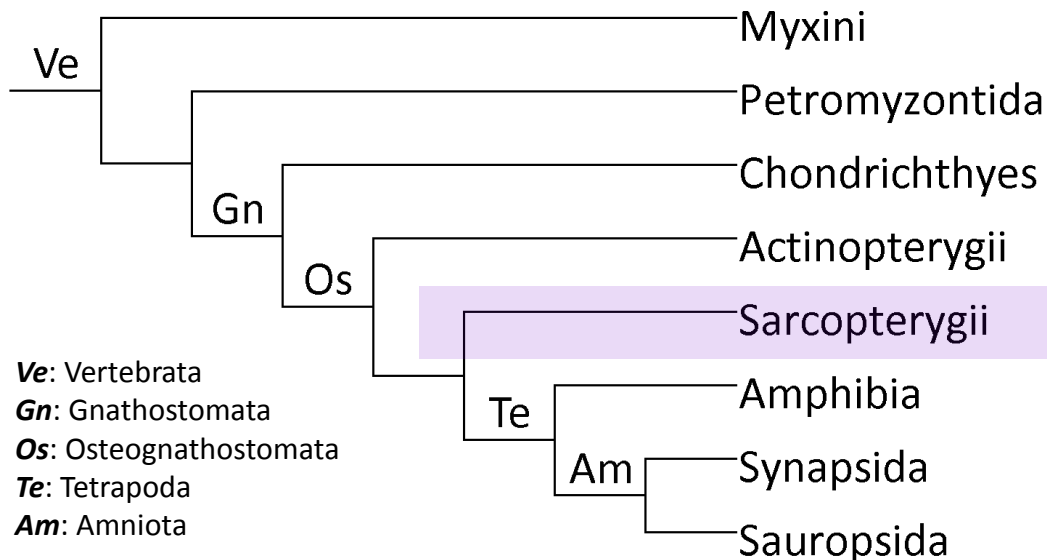 Myxini
Ve
Petromyzontida
Chondrichthyes
Gn
Actinopterygii
Os
Sarcopterygii
Amphibia
Te
Synapsida
Am
Sauropsida
Ve: Vertebrata
Gn: Gnathostomata
Os: Osteognathostomata
Te: Tetrapoda
Am: Amniota